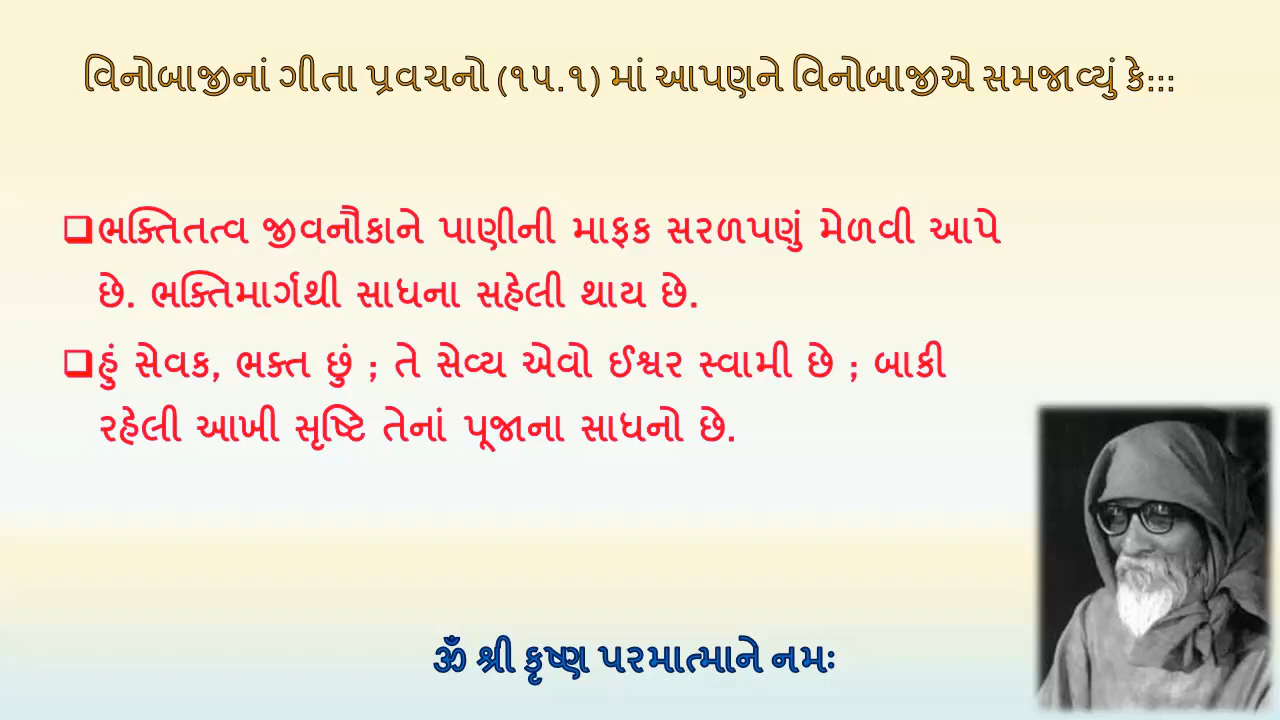 વિનોબાજીનાં ગીતા પ્રવચનો (૧૫.૧) માં આપણને વિનોબાજીએ સમજાવ્યું કે:::
ભક્તિતત્વ જીવનૌકાને પાણીની માફક સરળપણું મેળવી આપે
છે. ભક્તિમાર્ગથી સાધના સહેલી થાય છે.
હું સેવક, ભક્ત છું ; તે સેવ્ય એવો ઈશ્વર સ્વામી છે ; બાકી
રહેલી આખી સૃષ્ટિ તેનાં પૂજાના સાધનો છે.
ૐ શ્રી કૃષ્ણ પરમાત્માને નમઃ